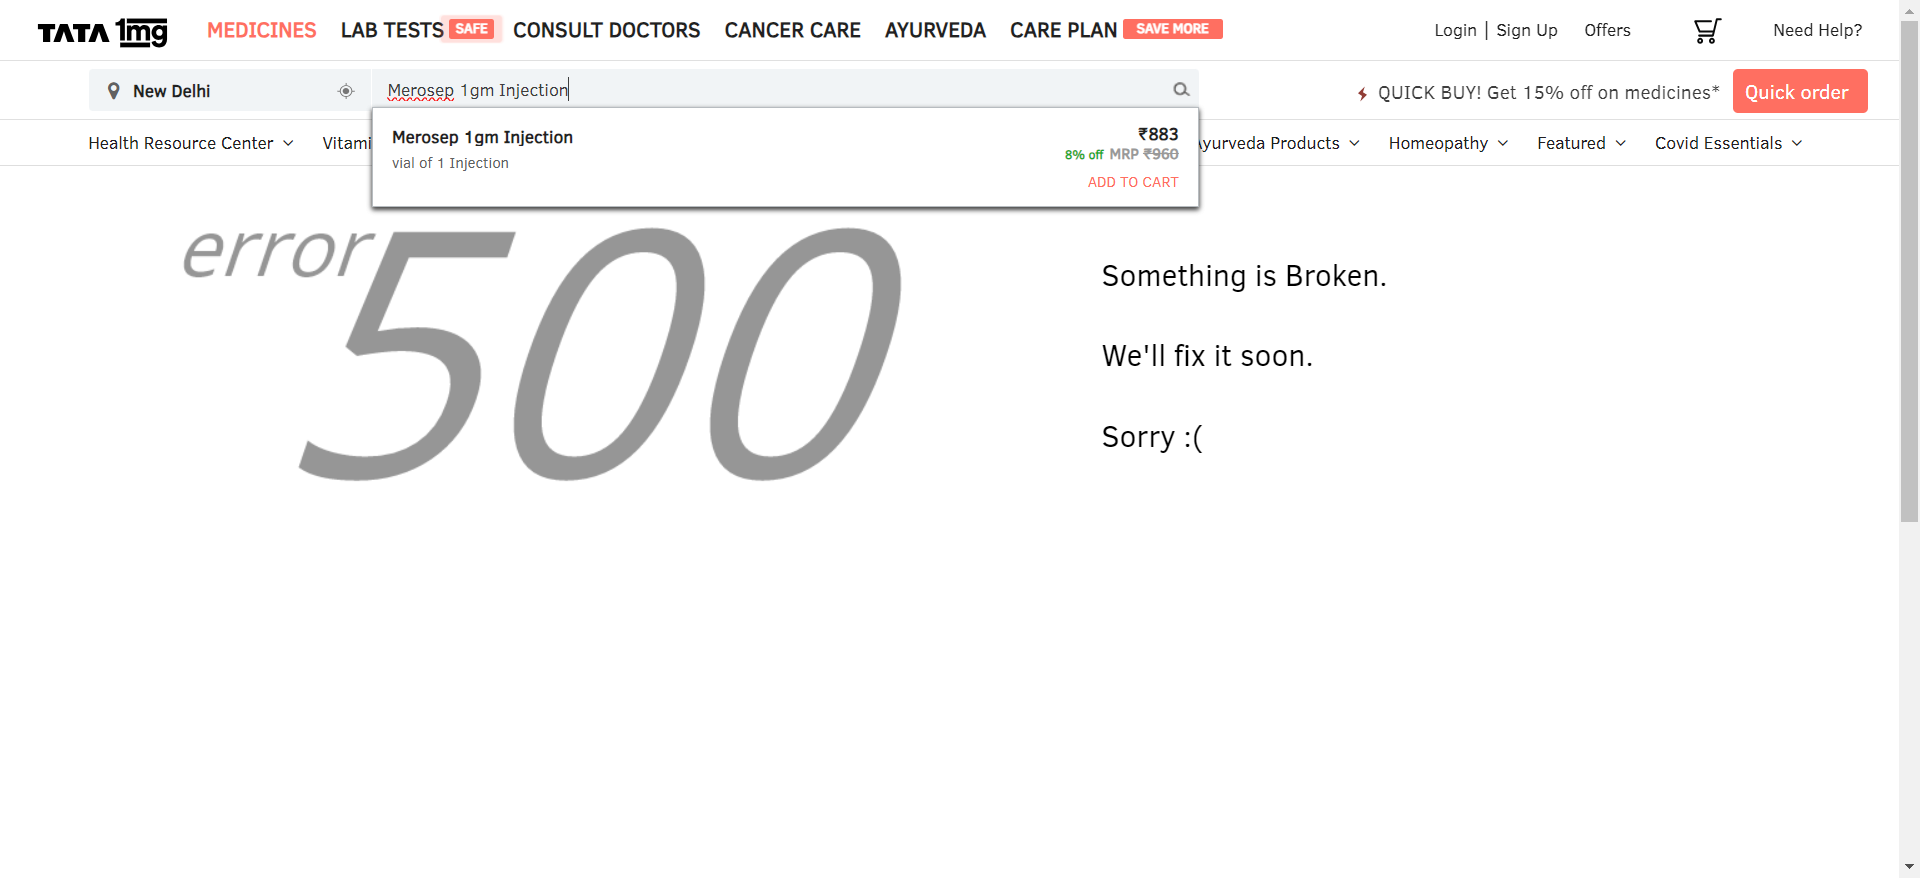 TATA 1mg MEDICINES LAB TESTS SAFE CONSULT DOCTORS CANCER CARE AYURVEDA CARE PLAN SAVE MORE Login | Sign Up Offers Need Help?
New Delhi Merosep 1gm Injection QUICK BUY! Get 15% off on medicines* Quick order
Health Resource Center Vitami yurveda Products Homeopathy Featured Covid Essentials
Merosep 1gm Injection ₹883
vial of 1 Injection 8% off MRP ₹960
ADD TO CART
error 500
Something is Broken.
We'll fix it soon.
Sorry :(